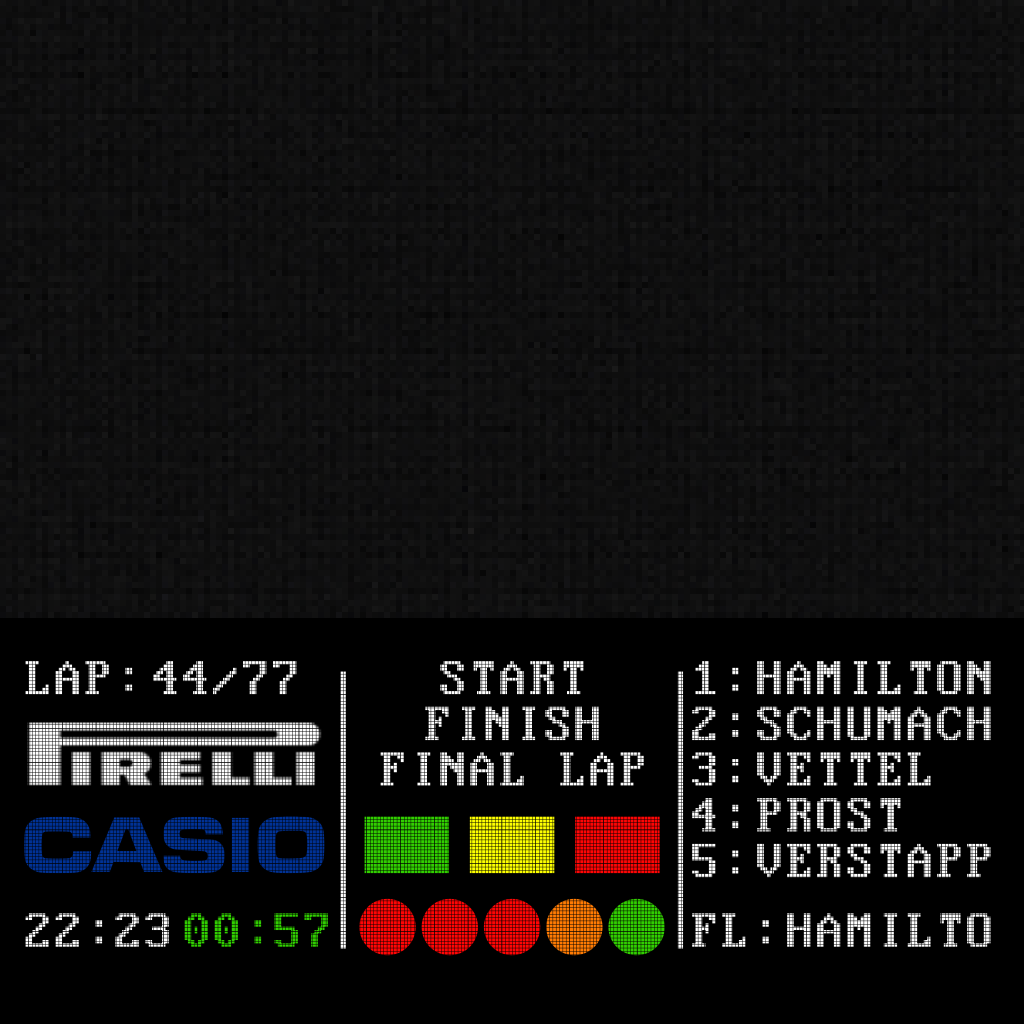 LAP:44/77
PIRELLI
CASIO
22:23 00:57
START
FINISH
FINAL LAP
1:HAMILTON
2:SCHUMACH
3:VETTEL
4:PROST
5:VERSTAPP
FL:HAMILTO